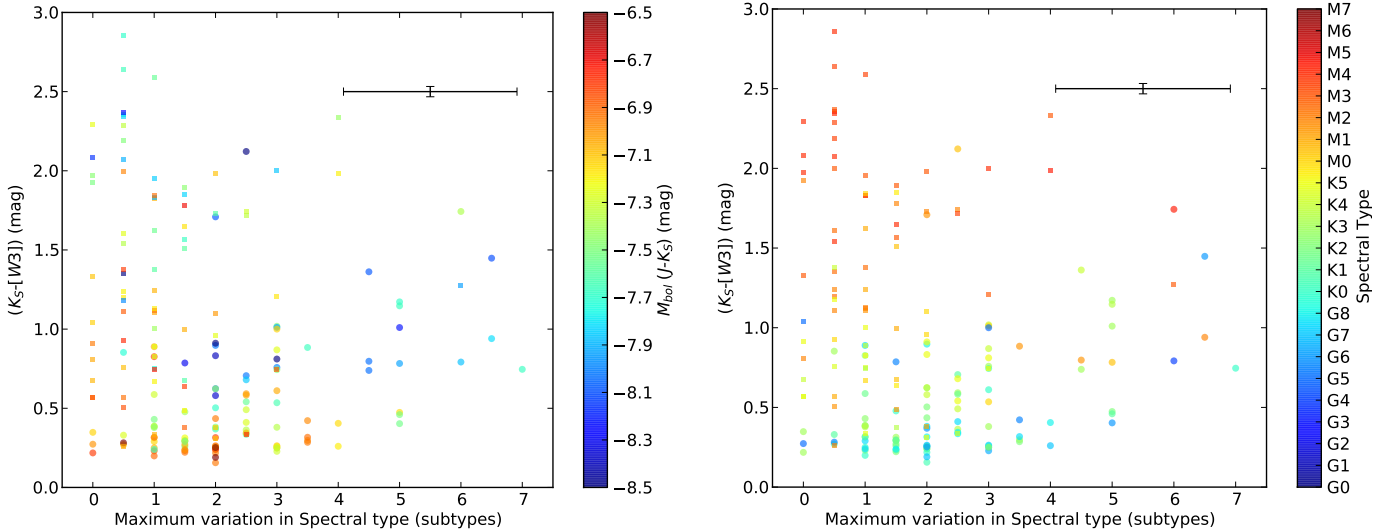 3.0
2.5
2.0
1.5
1.0
0.5
0.0
(K_S-[W3]) (mag)
0 1 2 3 4 5 6 7
Maximum variation in Spectral type (subtypes)
−6.5
−6.9
−7.1
−7.3
−7.5
−7.7
−7.9
−8.1
−8.3
−8.5
M_bol (J-K_S) (mag)
3.0
2.5
2.0
1.5
1.0
0.5
0.0
(K_S-[W3]) (mag)
0 1 2 3 4 5 6 7
Maximum variation in Spectral type (subtypes)
M7
M6
M5
M4
M3
M2
M1
M0
K5
K4
K3
K2
K1
K0
G8
G7
G6
G5
G4
G3
G2
G1
G0
Spectral Type